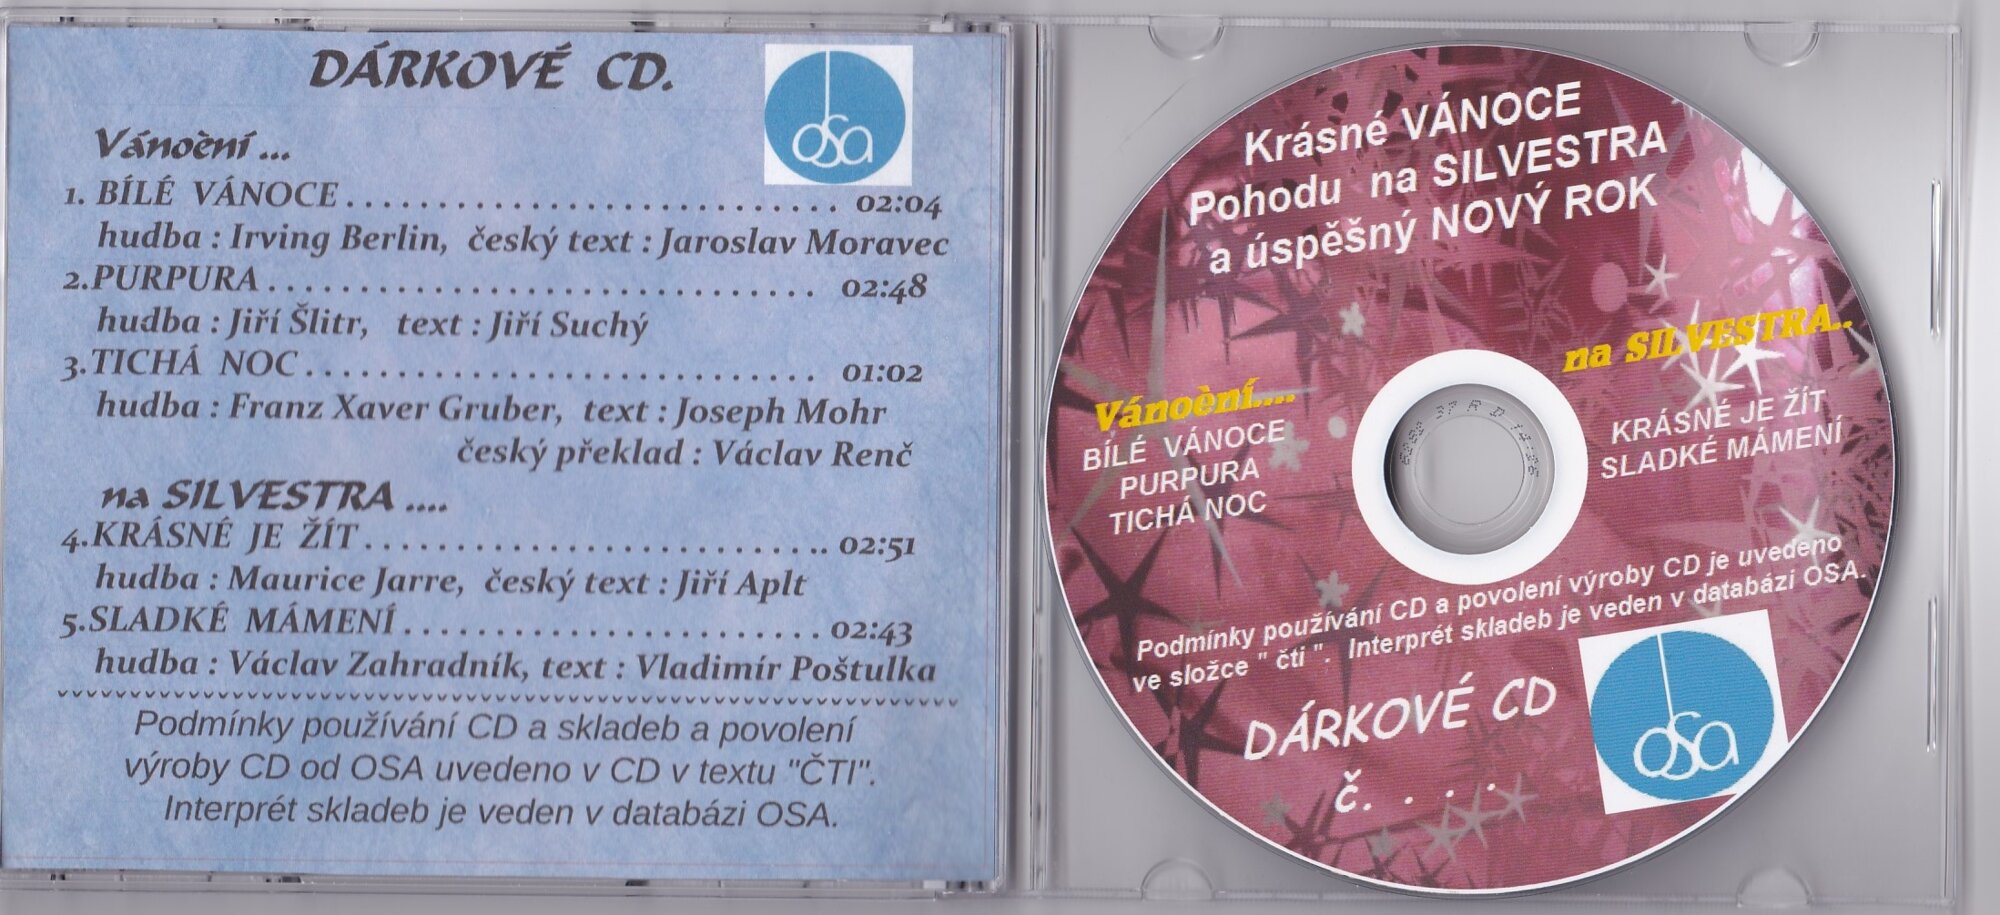 DÁRKOVÉ CD.
osa
Vánoèní ...
1. BÍLÉ VÁNOCE ............................ 02:04
hudba : Irving Berlin, český text : Jaroslav Moravec
2.PURPURA ............................... 02:48
hudba : Jiří Šlitr, text : Jiří Suchý
3.TICHÁ NOC ............................. 01:02
hudba : Franz Xaver Gruber, text : Joseph Mohr
český překlad : Václav Renč
na SILVESTRA ....
4.KRÁSNÉ JE ŽÍT .......................... 02:51
hudba : Maurice Jarre, český text : Jiří Aplt
5.SLADKÉ MÁMENÍ ....................... 02:43
hudba : Václav Zahradník, text : Vladimír Poštulka
Podmínky používání CD a skladeb a povolení
výroby CD od OSA uvedeno v CD v textu "ČTI".
Interprét skladeb je veden v databázi OSA.
Krásné VÁNOCE
Pohodu na SILVESTRA
a úspěšný NOVÝ ROK
Vánoèní....
BÍLÉ VÁNOCE
PURPURA
TICHÁ NOC
na SILVESTRA..
KRÁSNÉ JE ŽÍT
SLADKÉ MÁMENÍ
Podmínky používání CD a povolení výroby CD je uvedeno
ve složce " čti ". Interprét skladeb je veden v databázi OSA.
DÁRKOVÉ CD
č. . . . .
osa